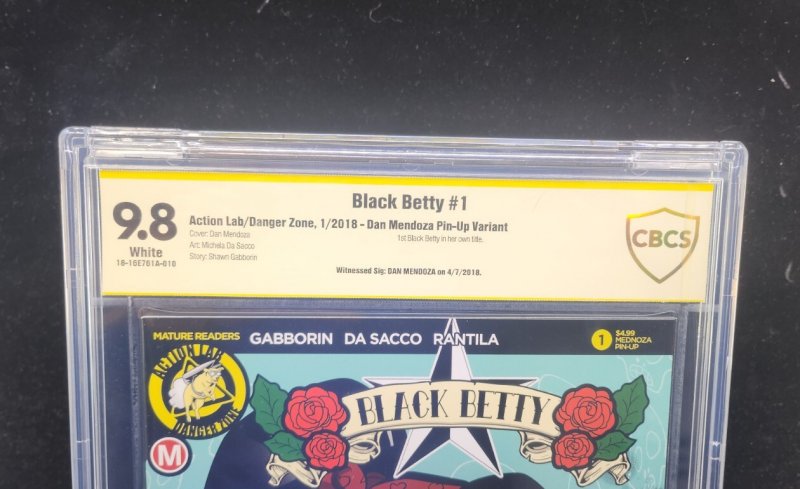 Black Betty #1
9.8
White
18-16E761A-010
Action Lab/Danger Zone, 1/2018 - Dan Mendoza Pin-Up Variant
Cover: Dan Mendoza
Art: Michela Da Sacco
Story: Shawn Gabborin
1st Black Betty in her own title.
Witnessed Sig: DAN MENDOZA on 4/7/2018.
CBCS
MATURE READERS GABBORIN DA SACCO RANTILA
1 $4.99
MEDNOZA
PIN-UP
ACTION LAB
DANGER ZONE
BLACK BETTY
M